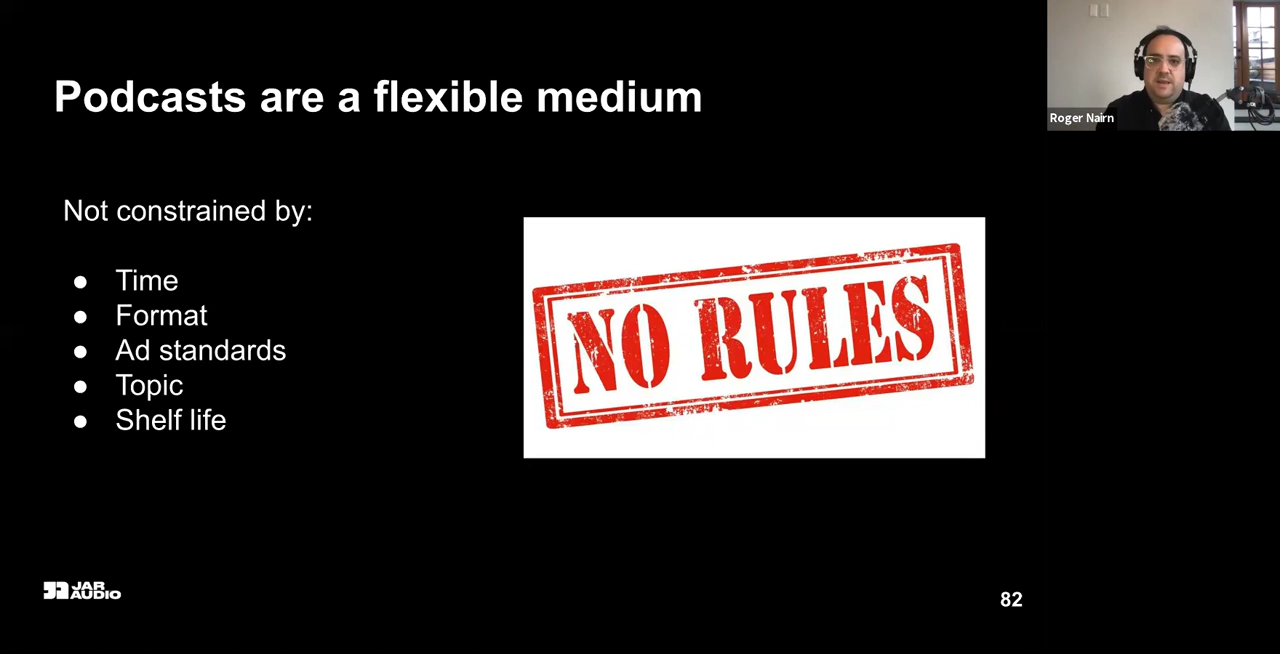 Podcasts are a flexible medium
Roger Nairn
Not constrained by:
● Time
● Format
● Ad standards
● Topic
● Shelf life
NO RULES
JAR
AUDIO
82